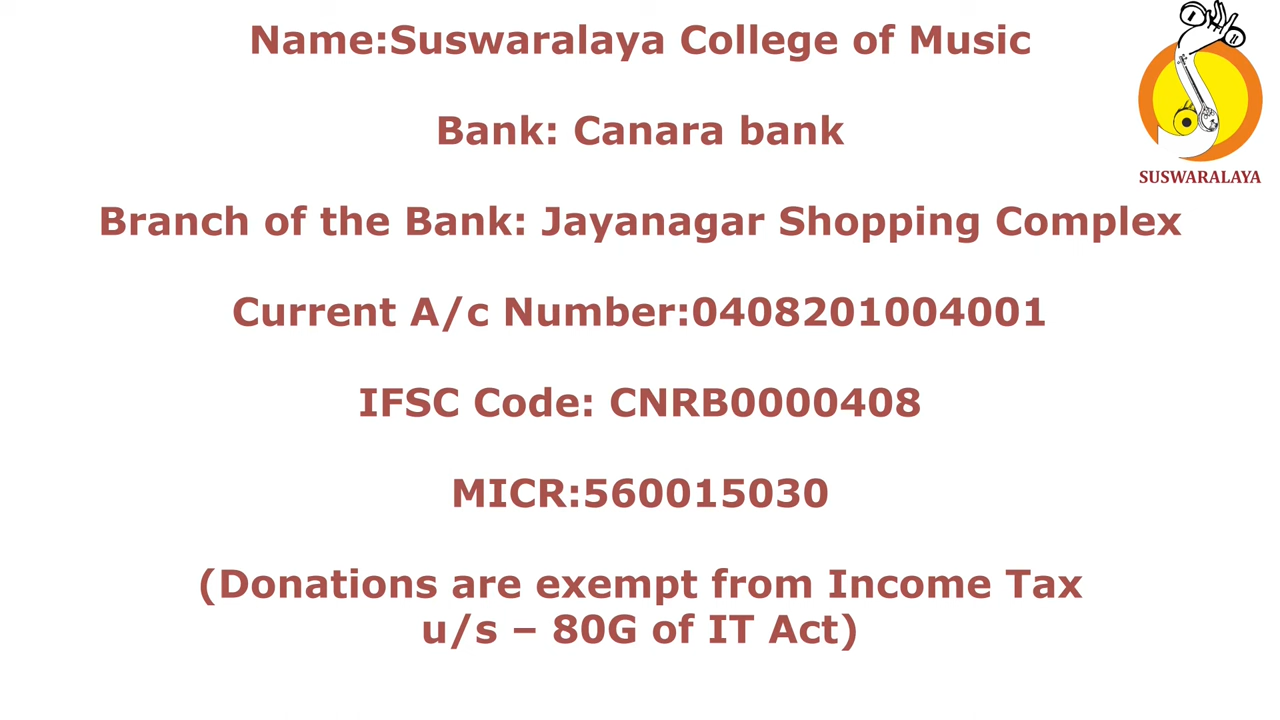 Name:Suswaralaya College of Music
SUSWARALAYA
Bank: Canara bank
Branch of the Bank: Jayanagar Shopping Complex
Current A/c Number:0408201004001
IFSC Code: CNRB0000408
MICR:560015030
(Donations are exempt from Income Tax
u/s – 80G of IT Act)